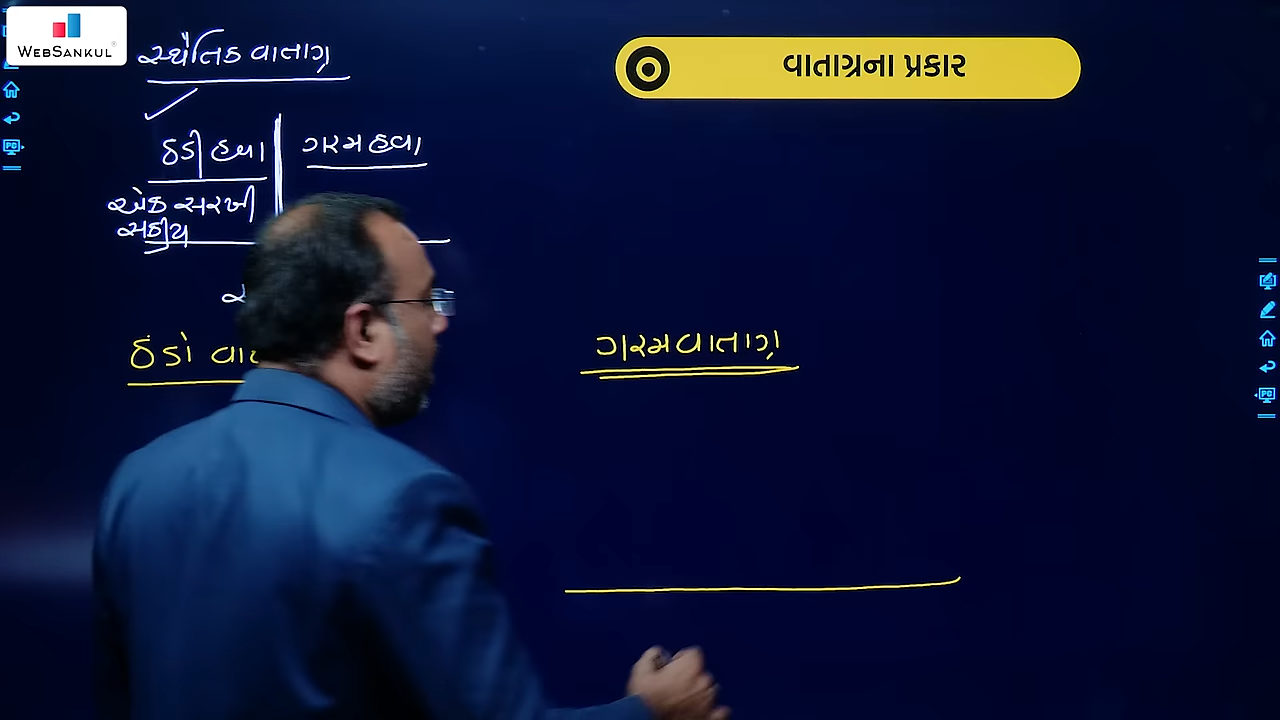 WEBSANKUL
વાતાગ્રના પ્રકાર
સ્થૈતિક વાતાગ્ર
ઠંડી હવા
ગરમ હવા
એક સરખી
સક્રીય
ઠંડો
ગરમ વાતાગ્ર